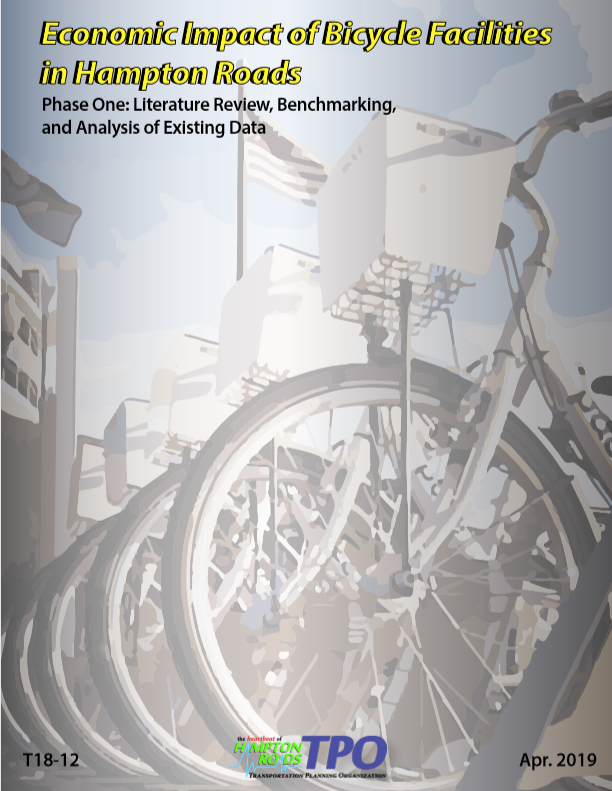 Economic Impact of Bicycle Facilities
in Hampton Roads
Phase One: Literature Review, Benchmarking,
and Analysis of Existing Data
T18-12
the heartbeat of
HAMPTON
ROADS
TPO
TRANSPORTATION PLANNING ORGANIZATION
Apr. 2019